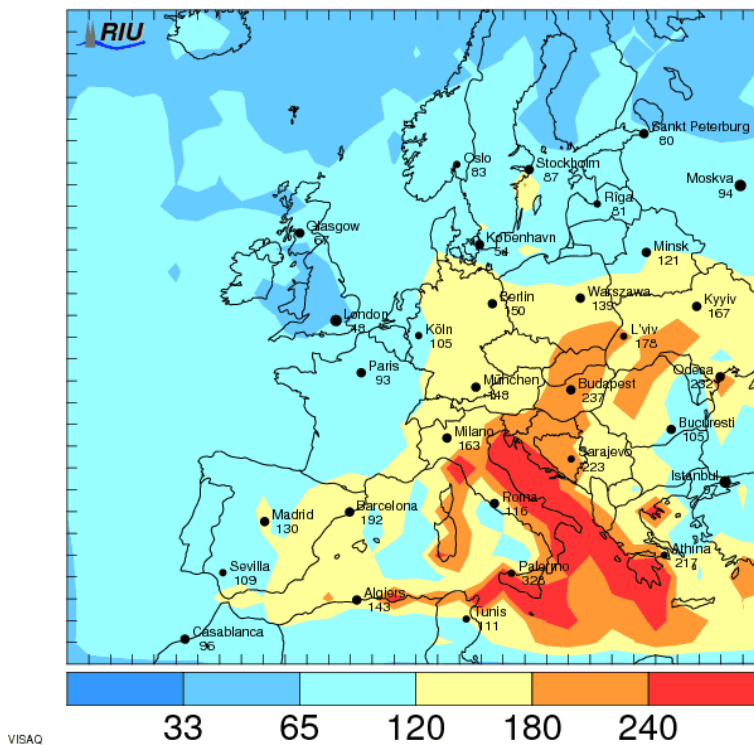 RIU
Sankt Peterburg
80
Oslo
83
Stockholm
87
Moskva
94
Rīga
81
Glasgow
67
København
54
Minsk
121
Berlin
150
Warszawa
139
Kyyiv
167
London
48
Köln
105
L'viv
178
Paris
93
München
148
Budapest
237
Odeca
232
Bucuresti
105
Milano
163
Sarajevo
223
Istanbul
Barcelona
192
Roma
116
Madrid
130
Athina
217
Sevilla
109
Palermo
328
Algiers
143
Tunis
111
Casablanca
96
33 65 120 180 240
VISAQ